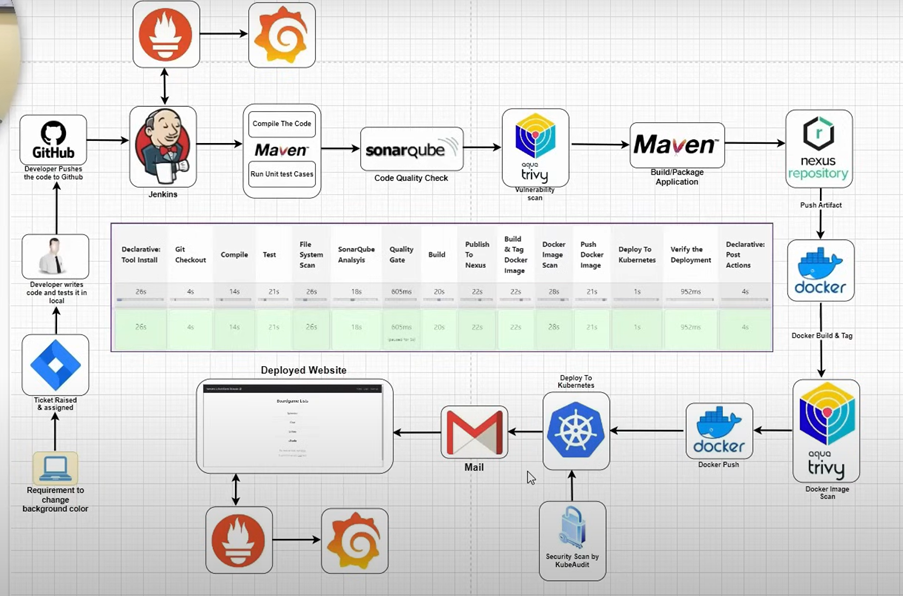 GitHub
Developer Pushes
the code to Github
Jenkins
Compile The Code
Maven™
Run Unit test Cases
sonarqube
Code Quality Check
aqua
trivy
Vulnerability
scan
Maven™
Build/Package
Application
nexus
repository
Push Artifact
Developer writes
code and tests it in
local
Declarative:
Tool Install
Git
Checkout
Compile
Test
File
System
Scan
SonarQube
Analsyis
Quality
Gate
Build
Publish
To
Nexus
Build
& Tag
Docker
Image
Docker
Image
Scan
Push
Docker
Image
Deploy To
Kubernetes
Verify the
Deployment
Declarative:
Post
Actions
26s
4s
14s
21s
26s
18s
605ms
20s
22s
22s
28s
21s
1s
952ms
4s
26s
4s
14s
21s
26s
18s
605ms
20s
22s
22s
28s
21s
1s
952ms
4s
docker
Docker Build & Tag
Ticket Raised
& assigned
Requirement to
change
background color
Deployed Website
Mail
Deploy To
Kubernetes
docker
Docker Push
aqua
trivy
Docker Image
Scan
Security Scan by
KubeAudit